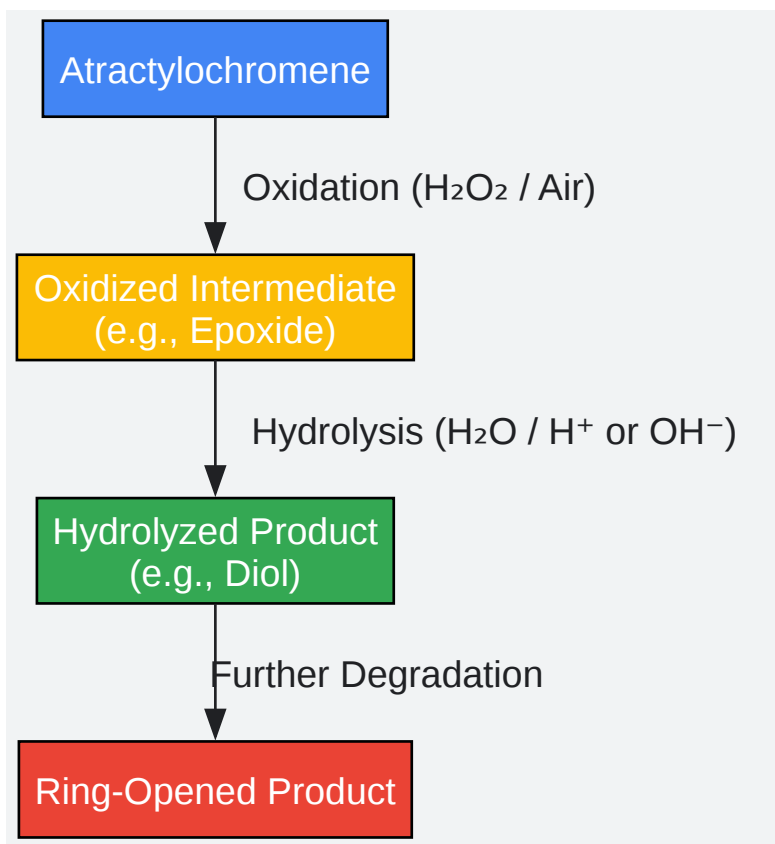 Atractylochromene
Oxidation (H₂O₂ / Air)
Oxidized Intermediate
(e.g., Epoxide)
Hydrolysis (H₂O / H⁺ or OH⁻)
Hydrolyzed Product
(e.g., Diol)
Further Degradation
Ring-Opened Product